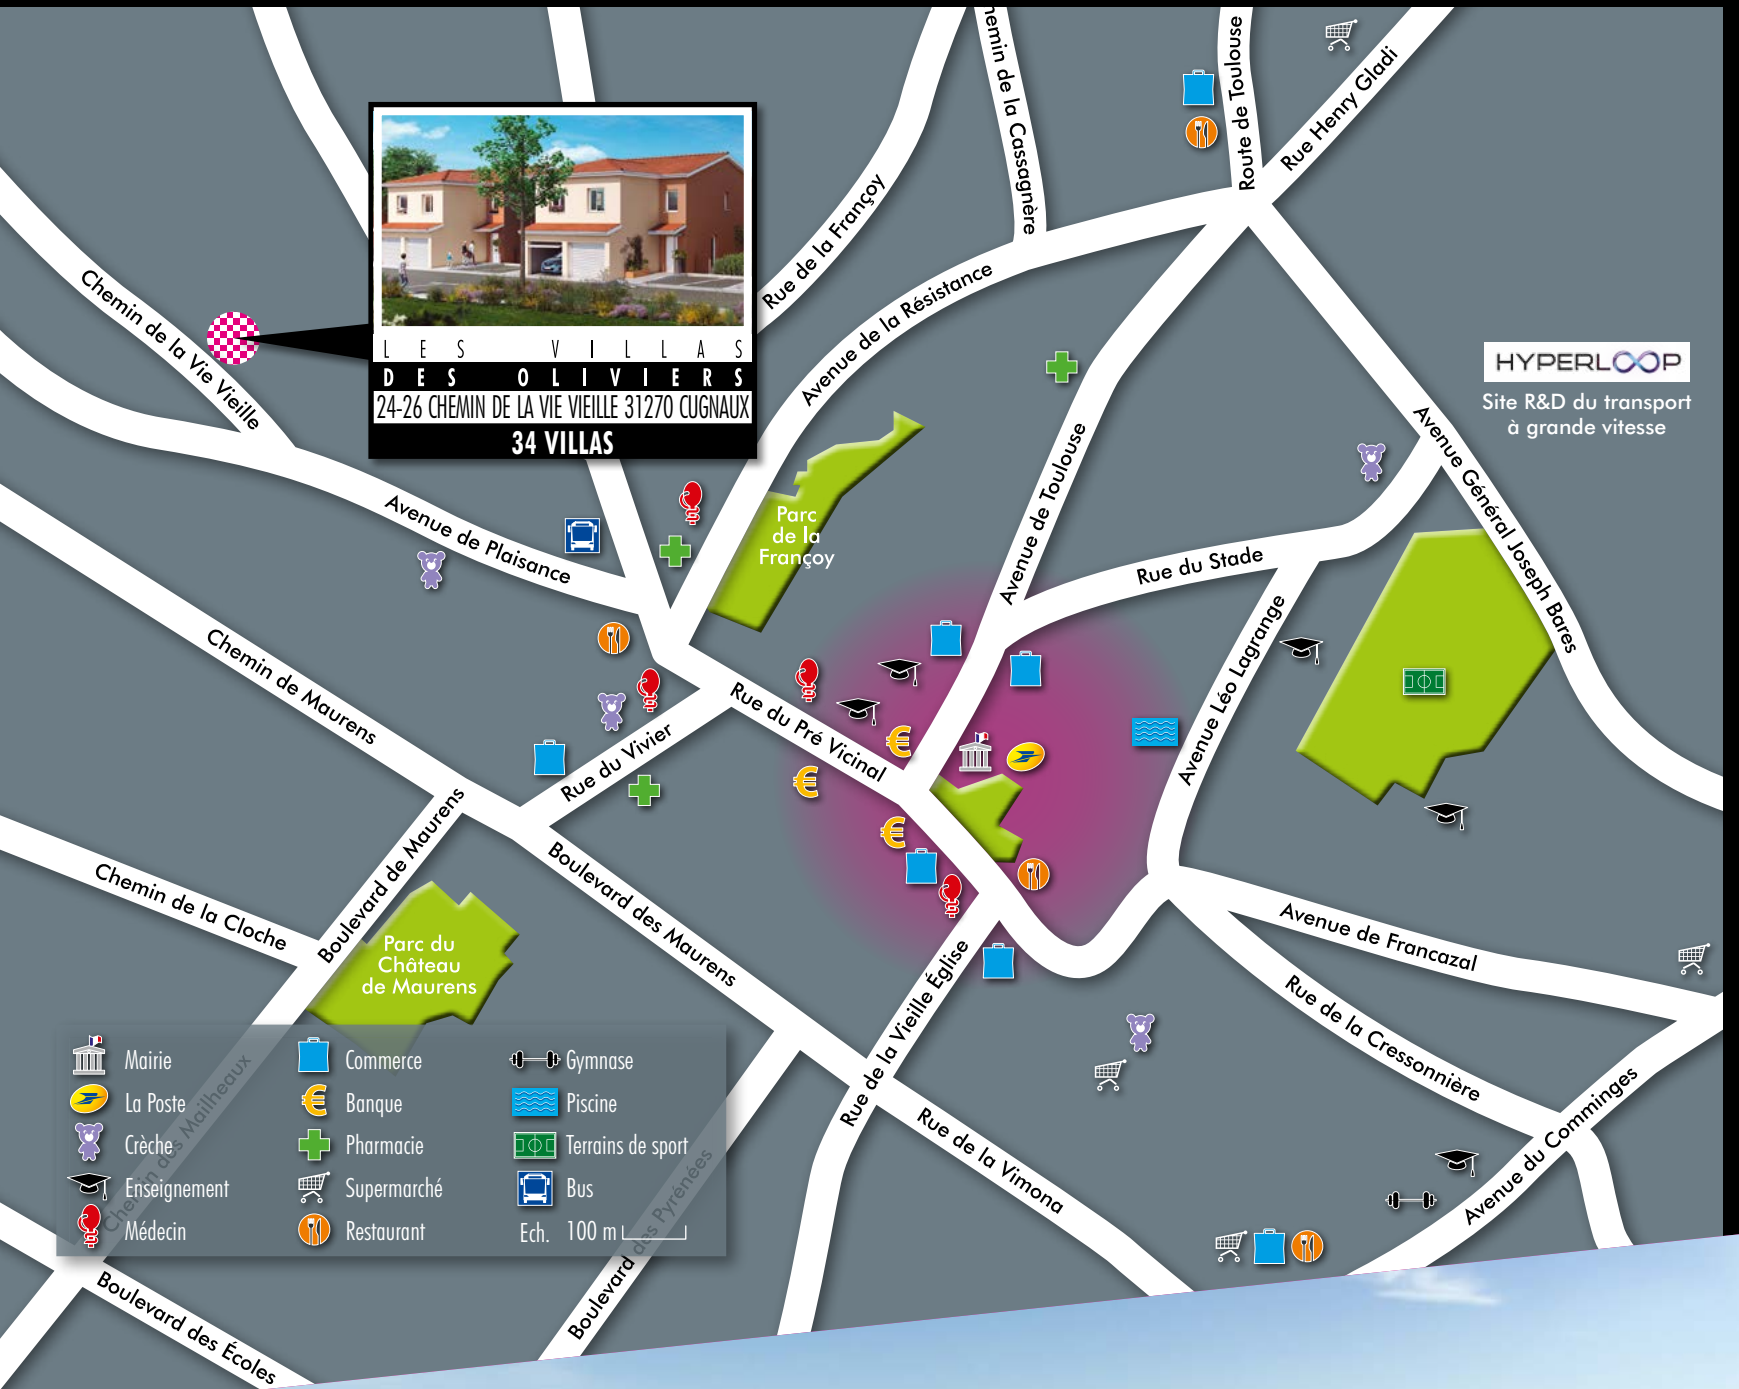 Chemin de la Cassagnère
Route de Toulouse
Rue Henry Gladi
Rue de la Françoy
Chemin de la Vie Vieille
LES VILLAS
DES OLIVIERS
24-26 CHEMIN DE LA VIE VIEILLE 31270 CUGNAUX
34 VILLAS
Avenue de la Résistance
HYPERLOOP
Site R&D du transport
à grande vitesse
Avenue de Toulouse
Avenue Général Joseph Bares
Avenue de Plaisance
Parc
de la
Françoy
Rue du Stade
Avenue Léo Lagrange
Chemin de Maurens
Rue du Pré Vicinal
Rue du Vivier
Boulevard de Maurens
Chemin de la Cloche
Boulevard des Maurens
Parc du
Château
de Maurens
Rue de la Vieille Église
Avenue de Francazal
Rue de la Cressonnière
Avenue du Comminges
Rue de la Vimona
Chemin des Mailheaux
Boulevard des Pyrénées
Boulevard des Écoles
Mairie
La Poste
Crèche
Enseignement
Médecin
Commerce
Banque
Pharmacie
Supermarché
Restaurant
Gymnase
Piscine
Terrains de sport
Bus
Ech. 100 m